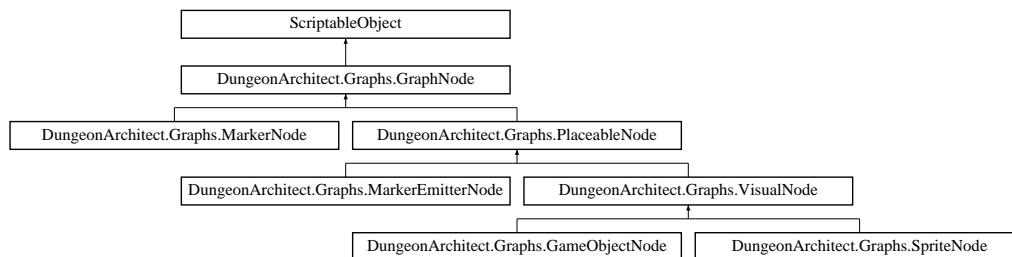 ScriptableObject
DungeonArchitect.Graphs.GraphNode
DungeonArchitect.Graphs.MarkerNode
DungeonArchitect.Graphs.PlaceableNode
DungeonArchitect.Graphs.MarkerEmitterNode
DungeonArchitect.Graphs.VisualNode
DungeonArchitect.Graphs.GameObjectNode
DungeonArchitect.Graphs.SpriteNode